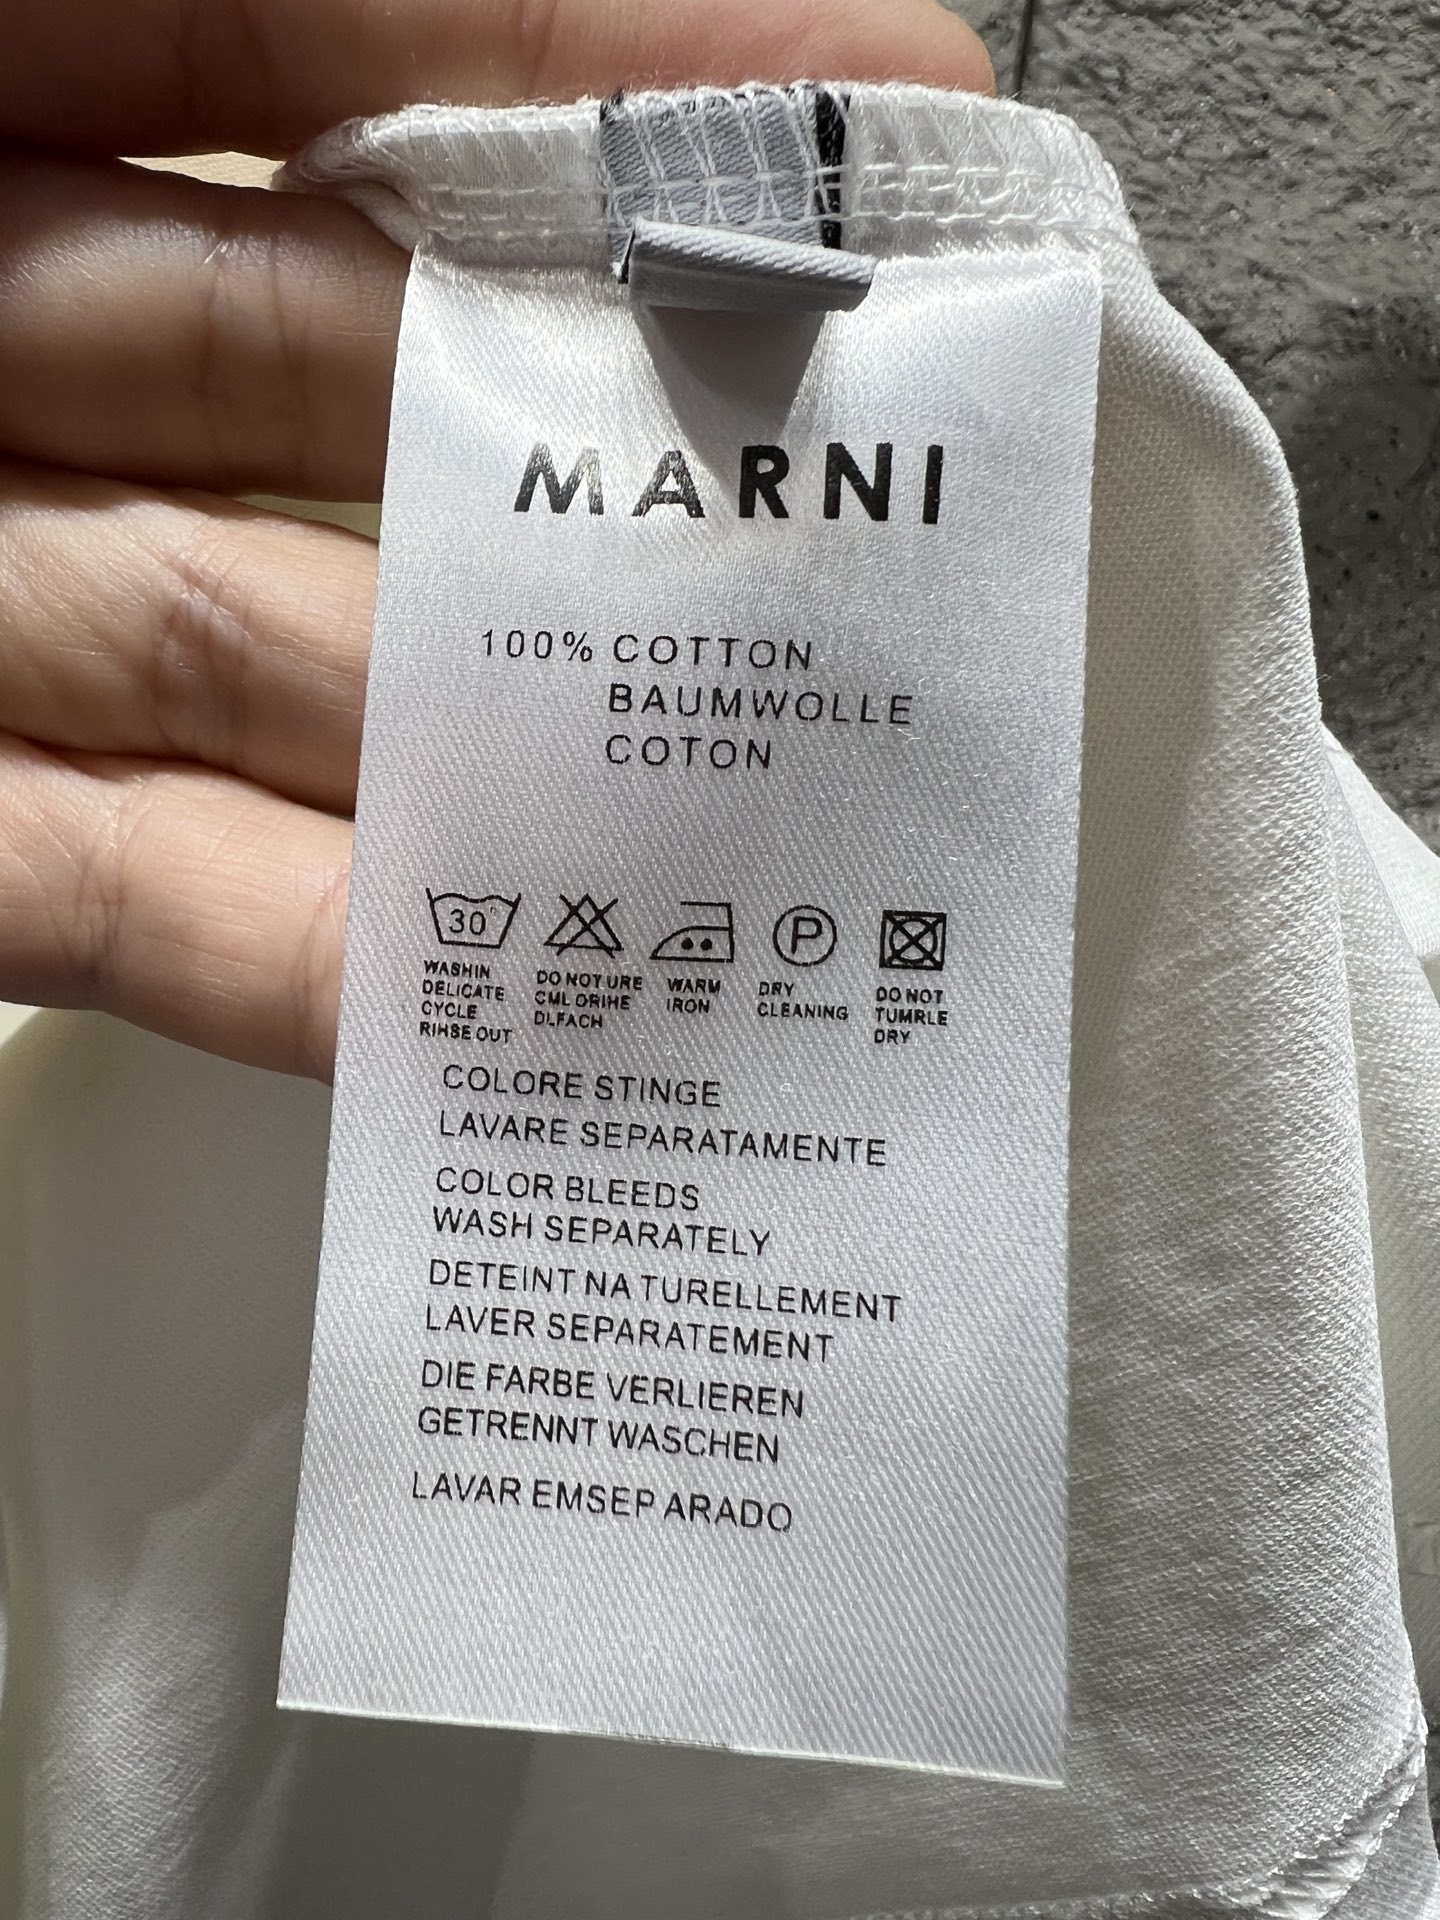 MARNI
100% COTTON
BAUMWOLLE
COTON
30°
P
WASHIN
DELICATE
CYCLE
RIHSE OUT
DO NOT URE
CML ORIHE
DLFACH
WARM
IRON
DRY
CLEANING
DO NOT
TUMRLE
DRY
COLORE STINGE
LAVARE SEPARATAMENTE
COLOR BLEEDS
WASH SEPARATELY
DETEINT NA TURELLEMENT
LAVER SEPARATEMENT
DIE FARBE VERLIEREN
GETRENNT WASCHEN
LAVAR EMSEP ARADO